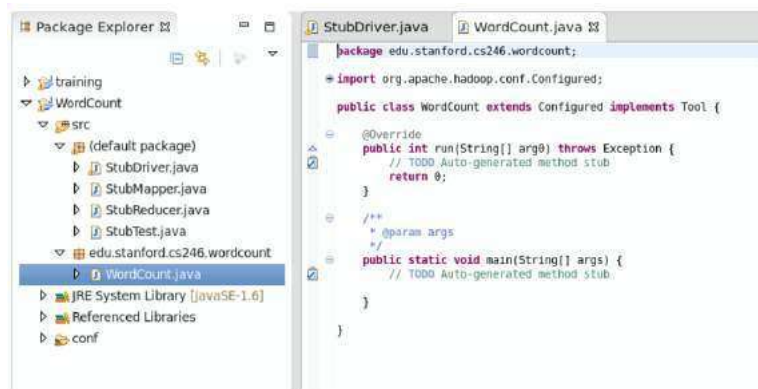 Package Explorer
training
WordCount
src
(default package)
StubDriver.java
StubMapper.java
StubReducer.java
StubTest.java
edu.stanford.cs246.wordcount
WordCount.java
JRE System Library [JavaSE-1.6]
Referenced Libraries
conf
StubDriver.java
WordCount.java
package edu.stanford.cs246.wordcount;
import org.apache.hadoop.conf.Configured;
public class WordCount extends Configured implements Tool {
@Override
public int run(String[] arg0) throws Exception {
// TODO Auto-generated method stub
return 0;
}
/**
* @param args
*/
public static void main(String[] args) {
// TODO Auto-generated method stub
}
}